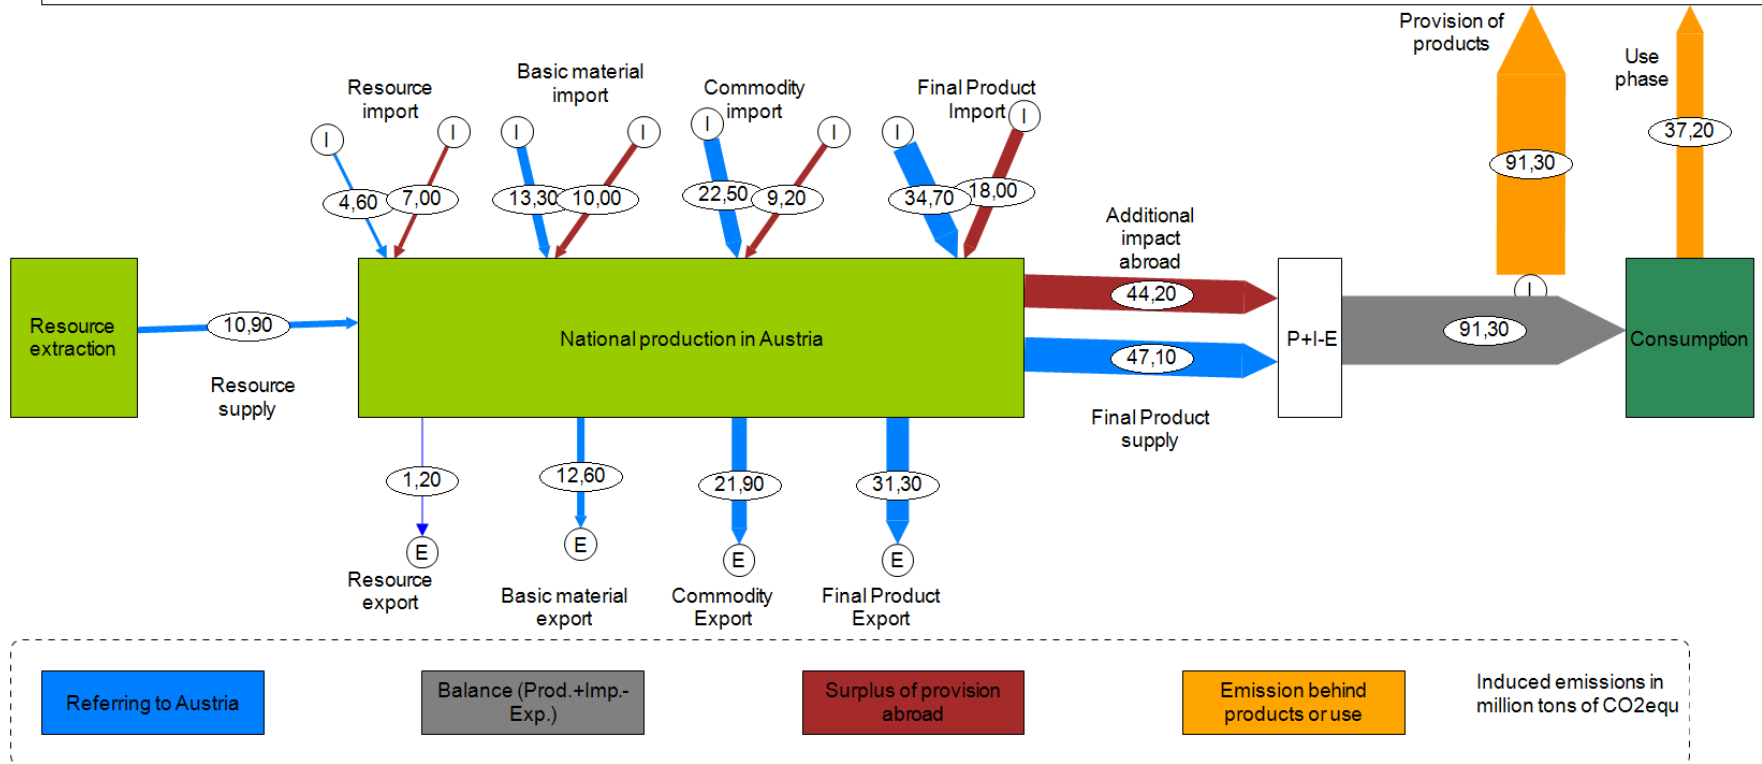 Provision of
products
Use
phase
Resource
import
Basic material
import
Commodity
import
Final Product
Import
I
I
I
I
I
I
I
I
4,60
7,00
13,30
10,00
22,50
9,20
34,70
18,00
91,30
37,20
Additional
impact
abroad
44,20
I
Resource
extraction
10,90
Resource
supply
National production in Austria
47,10
Final Product
supply
P+I-E
91,30
Consumption
1,20
12,60
21,90
31,30
E
E
E
E
Resource
export
Basic material
export
Commodity
Export
Final Product
Export
Referring to Austria
Balance (Prod.+Imp.-
Exp.)
Surplus of provision
abroad
Emission behind
products or use
Induced emissions in
million tons of CO2equ